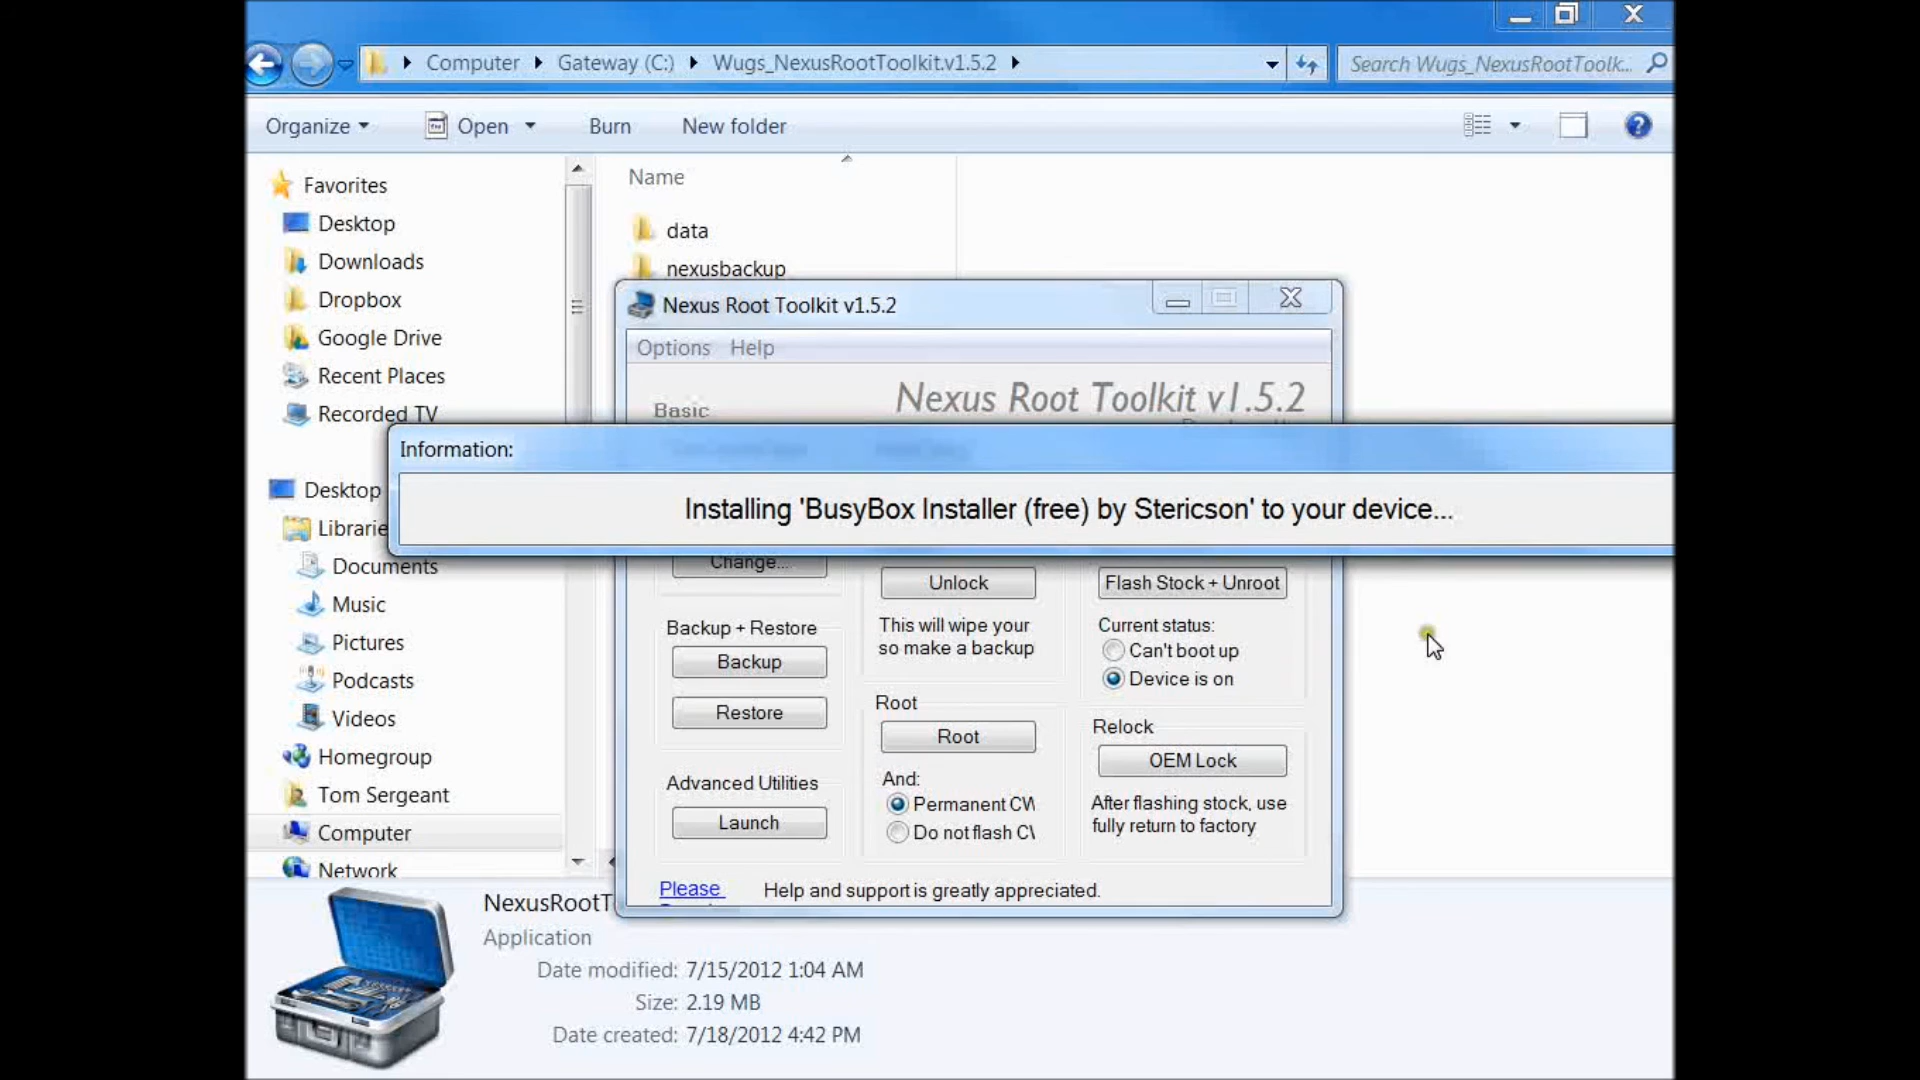 Computer Gateway (C:) Wugs_NexusRootToolkit.v1.5.2
Search Wugs_NexusRootToolk...
Organize Open Burn New folder
Favorites
Desktop
Downloads
Dropbox
Google Drive
Recent Places
Recorded TV
Desktop
Librarie
Documents
Music
Pictures
Podcasts
Videos
Homegroup
Tom Sergeant
Computer
Network
Name
data
nexusbackup
Nexus Root Toolkit v1.5.2
Options Help
Nexus Root Toolkit v1.5.2
Basic
Information:
Installing 'BusyBox Installer (free) by Stericson' to your device...
Change...
Backup + Restore
Backup
Restore
Advanced Utilities
Launch
Unlock
This will wipe your
so make a backup
Root
Root
And:
Permanent CW
Do not flash CV
Flash Stock + Unroot
Current status:
Can't boot up
Device is on
Relock
OEM Lock
After flashing stock, use
fully return to factory
Please
Help and support is greatly appreciated.
NexusRootT
Application
Date modified: 7/15/2012 1:04 AM
Size: 2.19 MB
Date created: 7/18/2012 4:42 PM